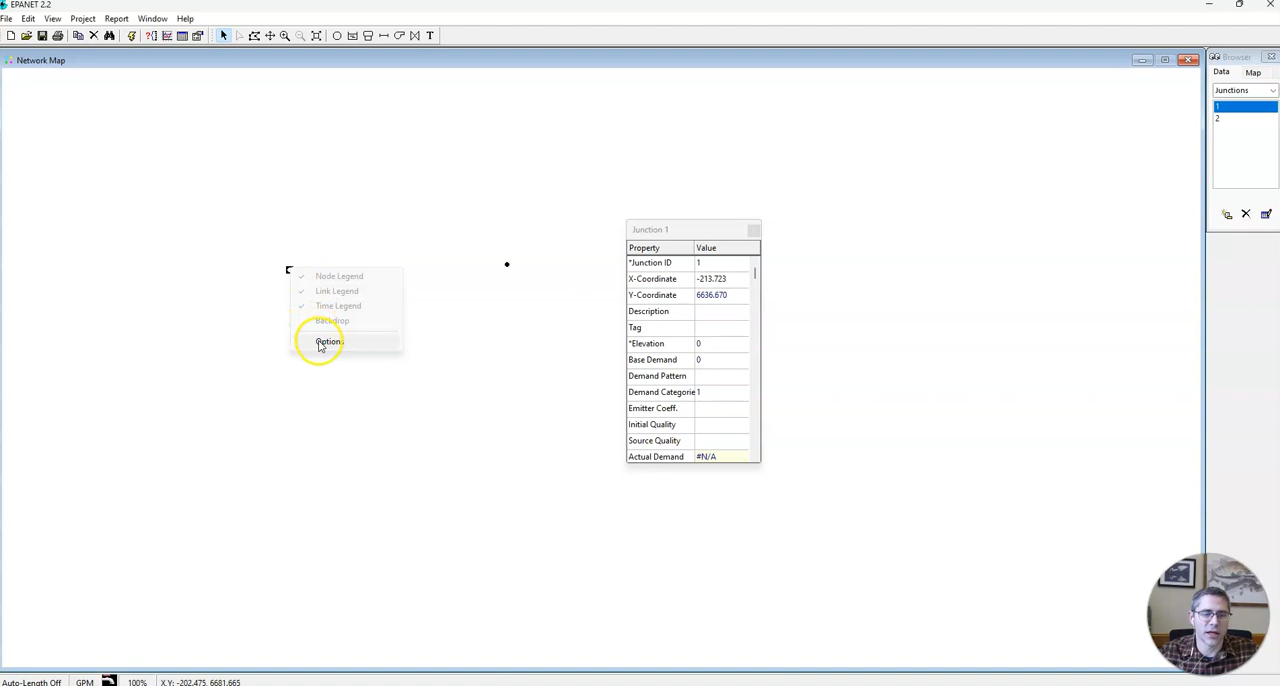 EPANET 2.2
File Edit View Project Report Window Help
T
Network Map
Browser
Data Map
Junctions
1
2
Node Legend
Link Legend
Time Legend
Backdrop
Options
Junction 1
Property Value
*Junction ID 1
X-Coordinate -213.723
Y-Coordinate 6636.670
Description
Tag
*Elevation 0
Base Demand 0
Demand Pattern
Demand Categorie 1
Emitter Coeff.
Initial Quality
Source Quality
Actual Demand #N/A
Auto-Length Off GPM 100% X,Y: -202.475, 6681.665